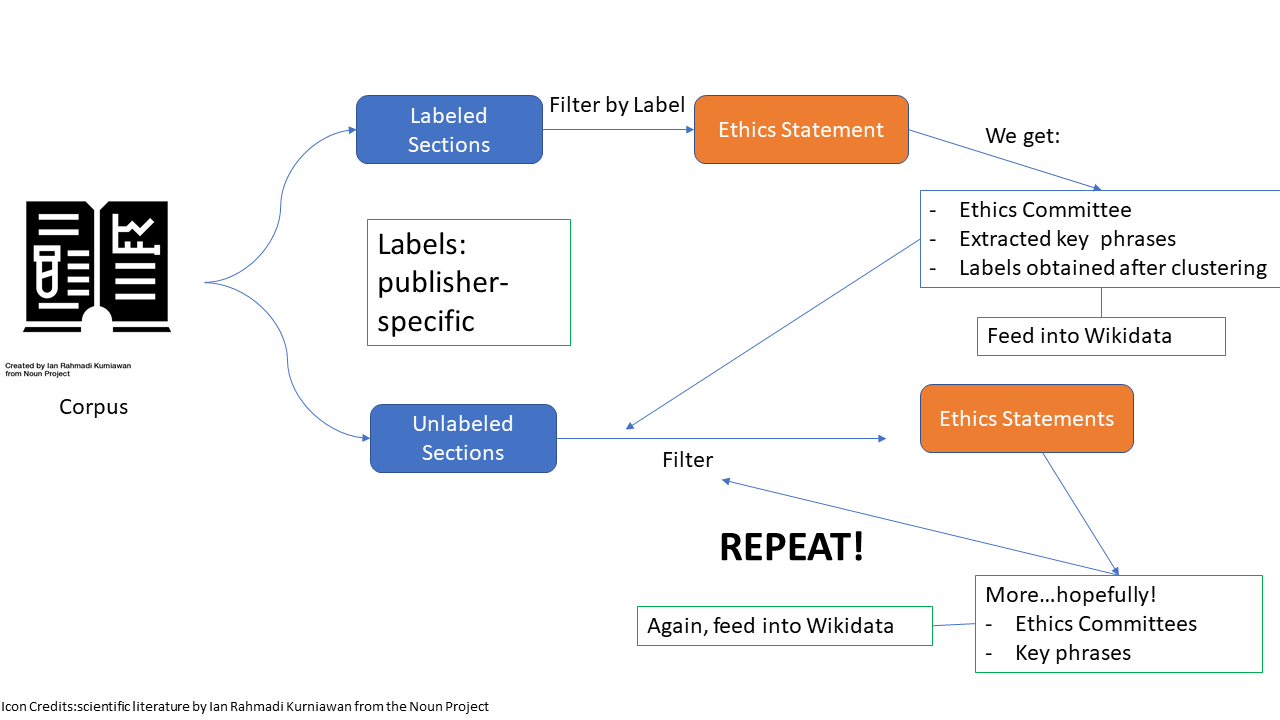 Labeled
Sections
Filter by Label
Ethics Statement
We get:
- Ethics Committee
- Extracted key phrases
- Labels obtained after clustering
Feed into Wikidata
Labels:
publisher-
specific
Created by Ian Rahmadi Kurniawan
from Noun Project
Corpus
Unlabeled
Sections
Filter
Ethics Statements
REPEAT!
More...hopefully!
- Ethics Committees
- Key phrases
Again, feed into Wikidata
Icon Credits:scientific literature by Ian Rahmadi Kurniawan from the Noun Project